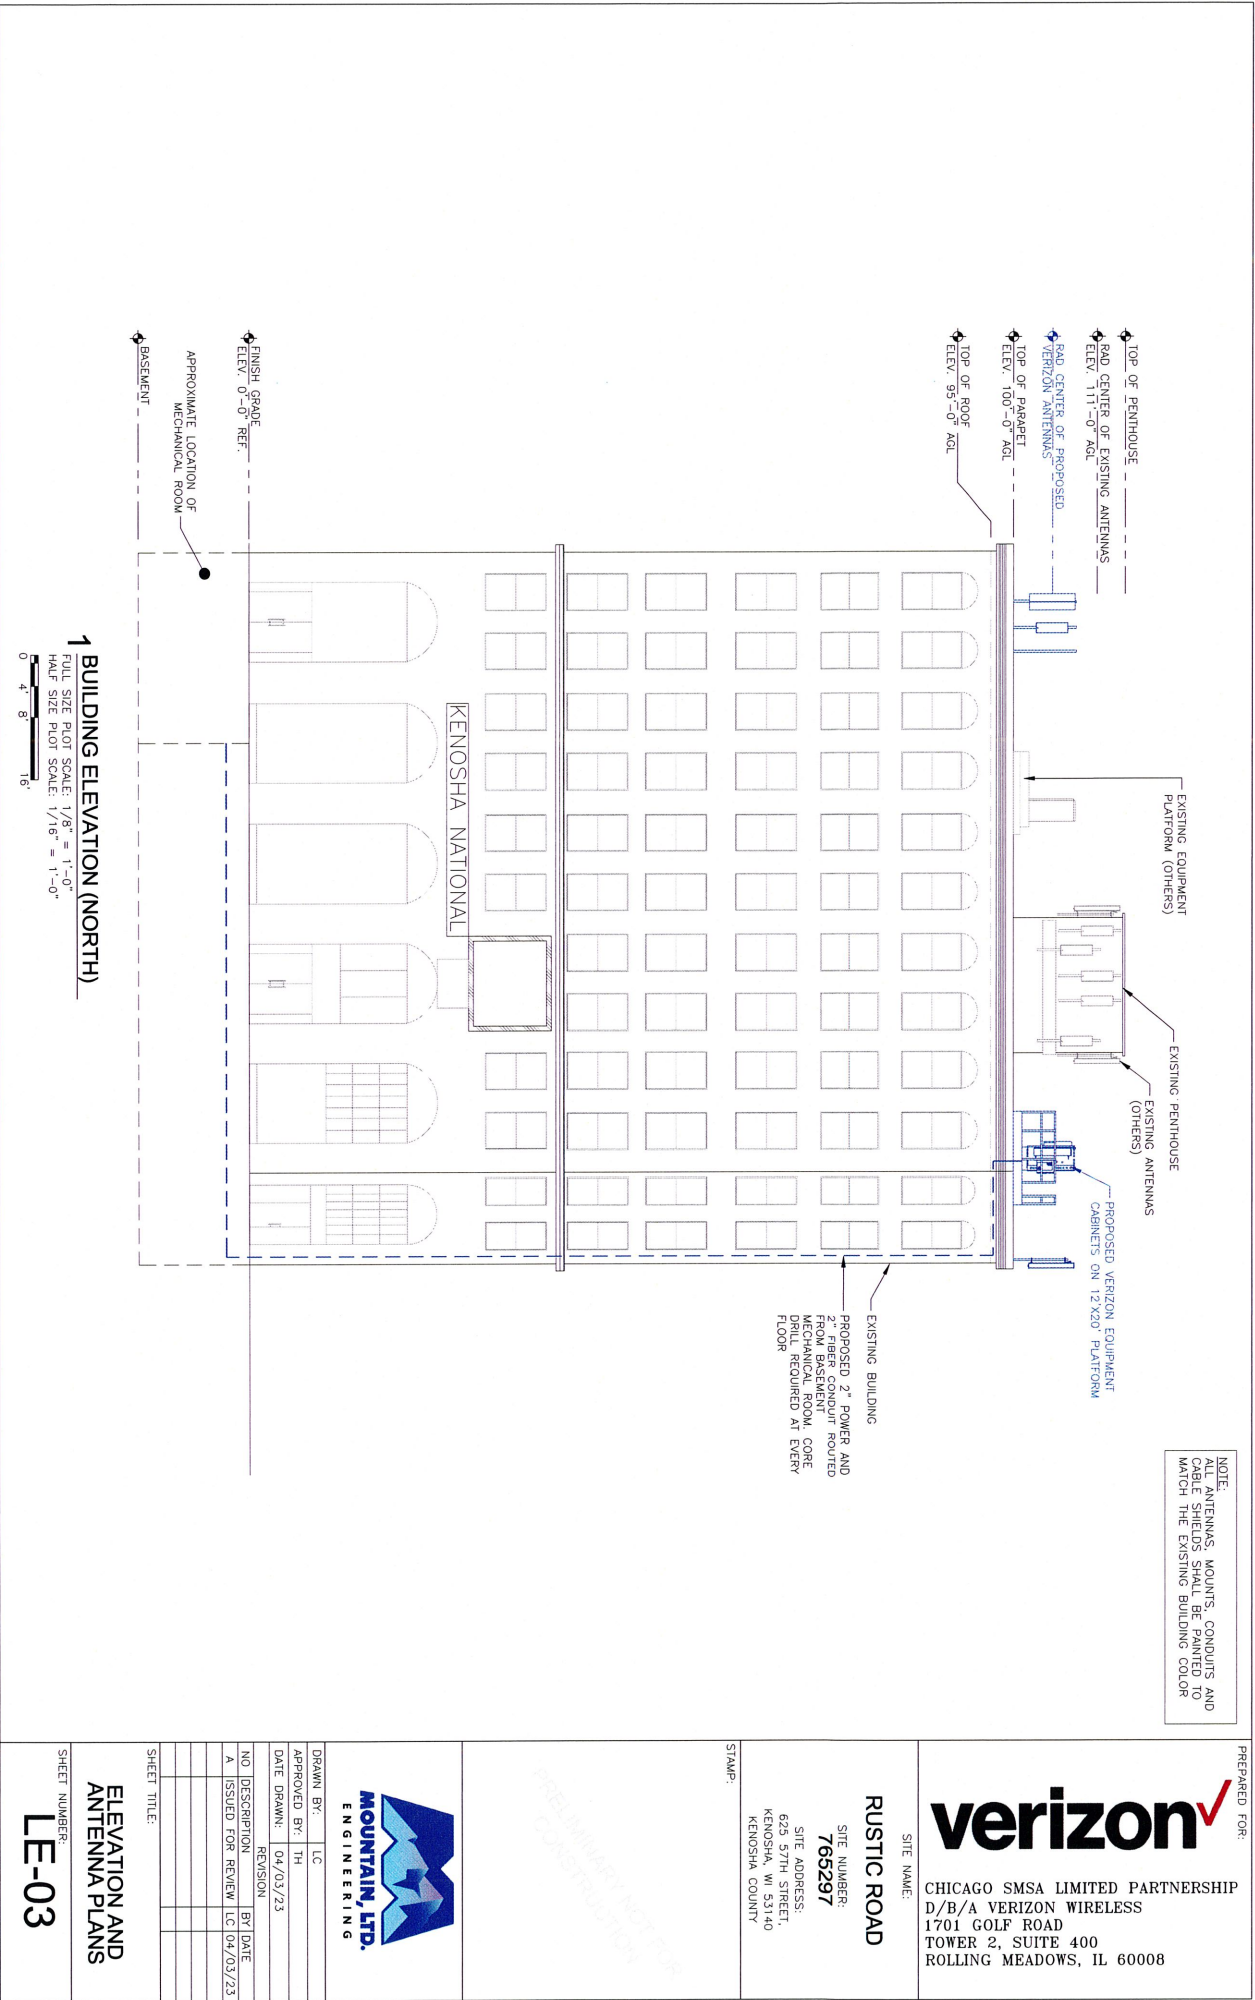 TOP OF PENTHOUSE
RAD CENTER OF EXISTING ANTENNAS
ELEV. 111'-0" AGL
RAD CENTER OF PROPOSED
VERIZON ANTENNAS
TOP OF PARAPET
ELEV. 100'-0" AGL
TOP OF ROOF
ELEV. 95'-0" AGL
FINISH GRADE
ELEV. 0'-0" REF.
APPROXIMATE LOCATION OF
MECHANICAL ROOM
BASEMENT
EXISTING EQUIPMENT
PLATFORM (OTHERS)
EXISTING PENTHOUSE
EXISTING ANTENNAS
(OTHERS)
PROPOSED VERIZON EQUIPMENT
CABINETS ON 12'X20' PLATFORM
KENOSHA NATIONAL
EXISTING BUILDING
PROPOSED 2" POWER AND
2" FIBER CONDUIT ROUTED
FROM BASEMENT
MECHANICAL ROOM. CORE
DRILL REQUIRED AT EVERY
FLOOR
NOTE:
ALL ANTENNAS, MOUNTS, CONDUITS AND
CABLE SHIELDS SHALL BE PAINTED TO
MATCH THE EXISTING BUILDING COLOR
1 BUILDING ELEVATION (NORTH)
FULL SIZE PLOT SCALE: 1/8" = 1'-0"
HALF SIZE PLOT SCALE: 1/16" = 1'-0"
0 4' 8' 16'
PREPARED FOR:
verizon
CHICAGO SMSA LIMITED PARTNERSHIP
D/B/A VERIZON WIRELESS
1701 GOLF ROAD
TOWER 2, SUITE 400
ROLLING MEADOWS, IL 60008
SITE NAME:
RUSTIC ROAD
SITE NUMBER:
765297
SITE ADDRESS:
625 57TH STREET,
KENOSHA, WI 53140
KENOSHA COUNTY
STAMP:
PRELIMINARY (NOT FOR
CONSTRUCTION)
MOUNTAIN, LTD.
ENGINEERING
DRAWN BY: LC
APPROVED BY: TH
DATE DRAWN: 04/03/23
REVISION
NO DESCRIPTION BY DATE
A ISSUED FOR REVIEW LC 04/03/23
SHEET TITLE:
ELEVATION AND
ANTENNA PLANS
SHEET NUMBER:
LE-03